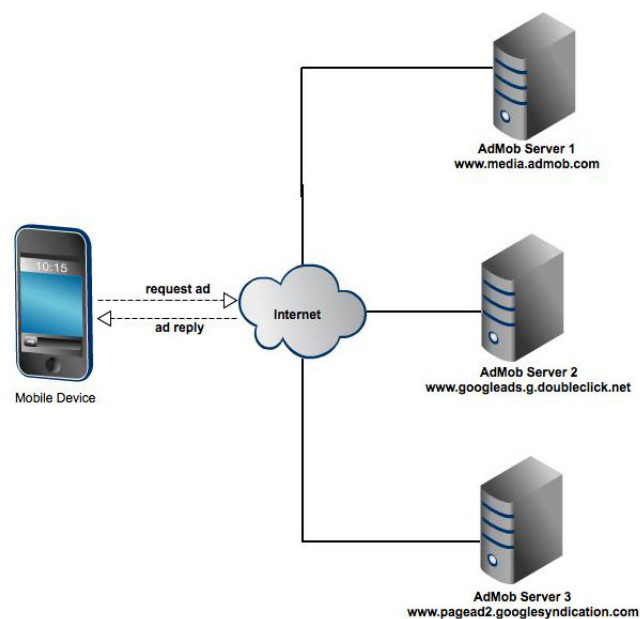 AdMob Server 1
www.media.admob.com
10:15
request ad
ad reply
Internet
Mobile Device
AdMob Server 2
www.googleads.g.doubleclick.net
AdMob Server 3
www.pagead2.googlesyndication.com